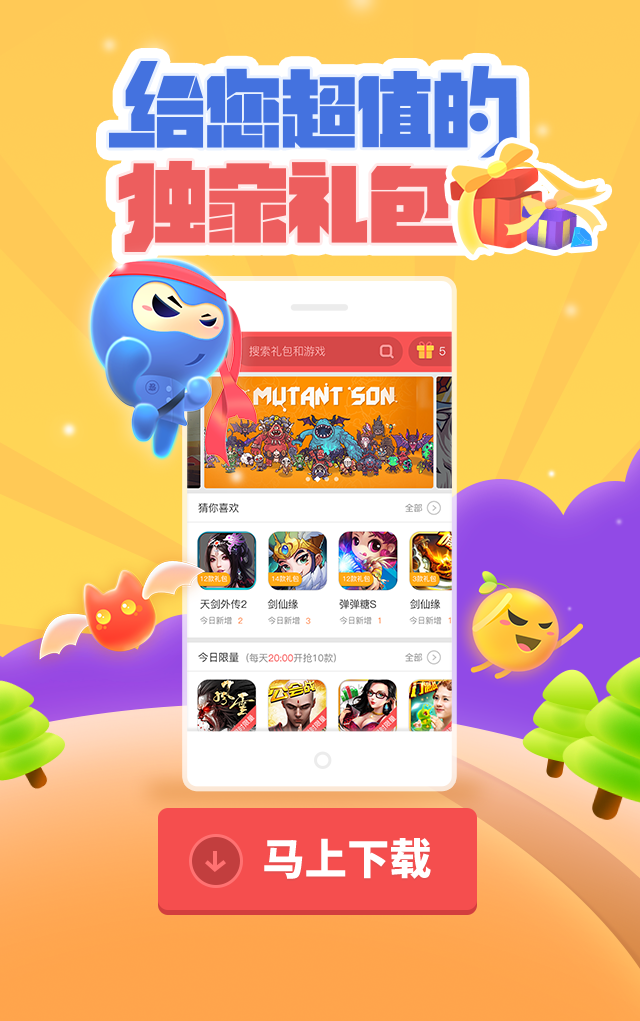 给您超值的
独家礼包
搜索礼包和游戏
5
MUTANT SON
猜你喜欢
全部
12款礼包
14款礼包
12款礼包
3款礼包
天剑外传2
剑仙缘
弹弹糖S
剑仙缘
今日新增 2
今日新增 3
今日新增 1
今日新增
今日限量 (每天20:00开抢10款)
全部
公会战
马上下载